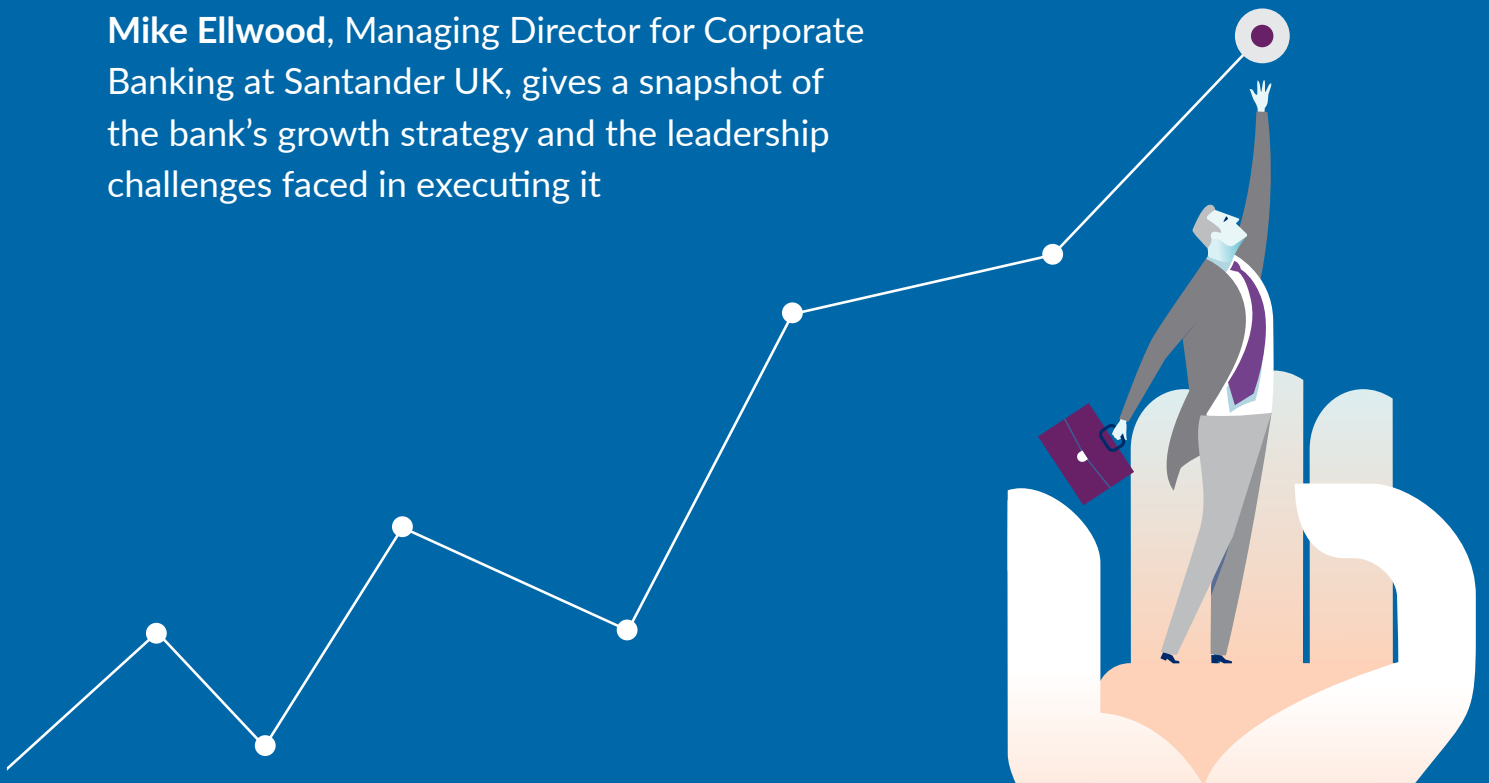 Mike Ellwood, Managing Director for Corporate
Banking at Santander UK, gives a snapshot of
the bank’s growth strategy and the leadership
challenges faced in executing it